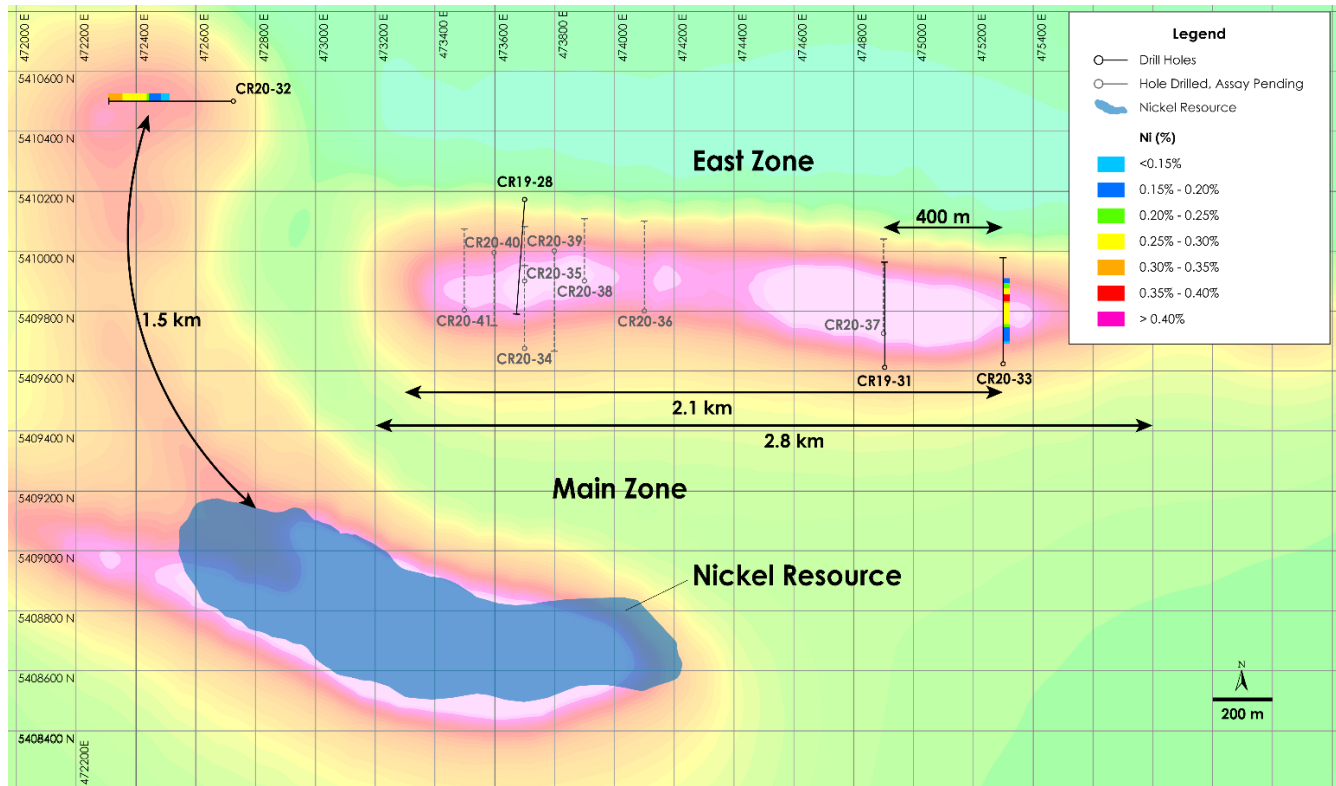 472000 E
472200 E
472400 E
472600 E
472800 E
473000 E
473200 E
473400 E
473600 E
473800 E
474000 E
474200 E
474400 E
474600 E
474800 E
475000 E
475200 E
475400 E
Legend
Drill Holes
Hole Drilled, Assay Pending
Nickel Resource
Ni (%)
<0.15%
0.15% - 0.20%
0.20% - 0.25%
0.25% - 0.30%
0.30% - 0.35%
0.35% - 0.40%
> 0.40%
5410600 N
CR20-32
5410400 N
East Zone
5410200 N
CR19-28
400 m
5410000 N
CR20-40
CR20-39
CR20-35
CR20-38
5409800 N
CR20-41
CR20-36
CR20-37
1.5 km
CR20-34
5409600 N
CR19-31
CR20-33
2.1 km
5409400 N
2.8 km
5409200 N
Main Zone
5409000 N
Nickel Resource
5408800 N
5408600 N
N
200 m
5408400 N
472200E